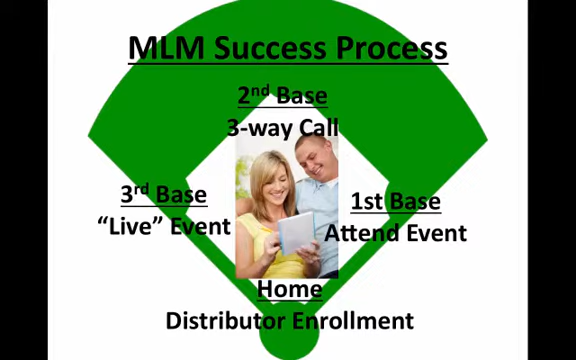 MLM Success Process
2nd Base
3-way Call
3rd Base
“Live” Event
1st Base
Attend Event
Home
Distributor Enrollment